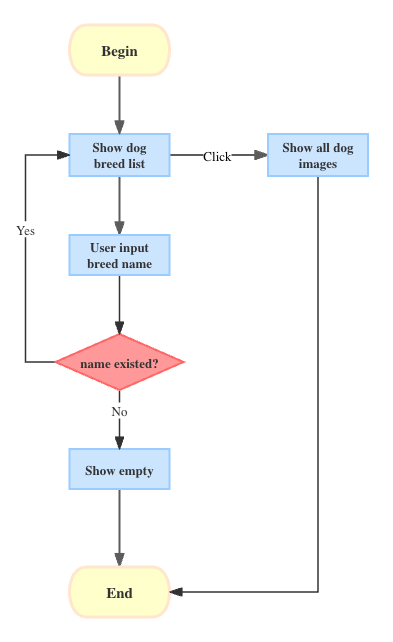 Begin
Show dog
breed list
Click
Show all dog
images
Yes
User input
breed name
name existed?
No
Show empty
End